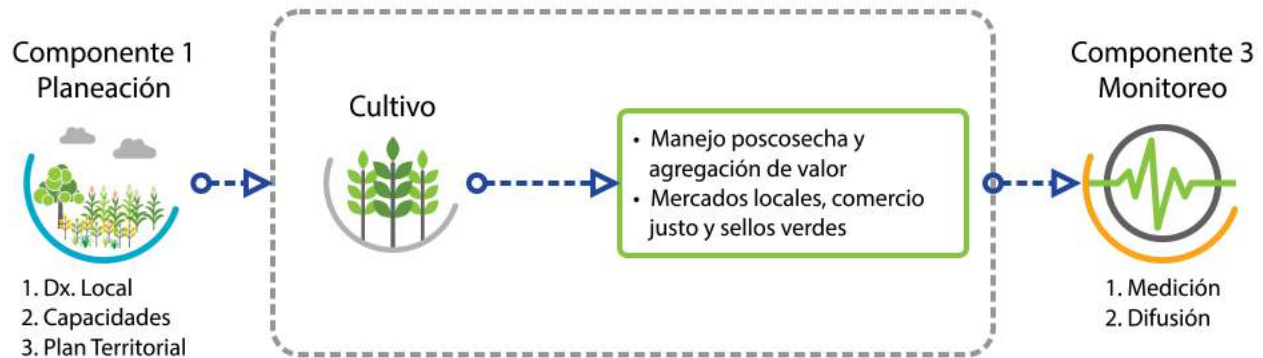 Componente 1
Planeación
1. Dx. Local
2. Capacidades
3. Plan Territorial
Cultivo
• Manejo poscosecha y
agregación de valor
• Mercados locales, comercio
justo y sellos verdes
Componente 3
Monitoreo
1. Medición
2. Difusión